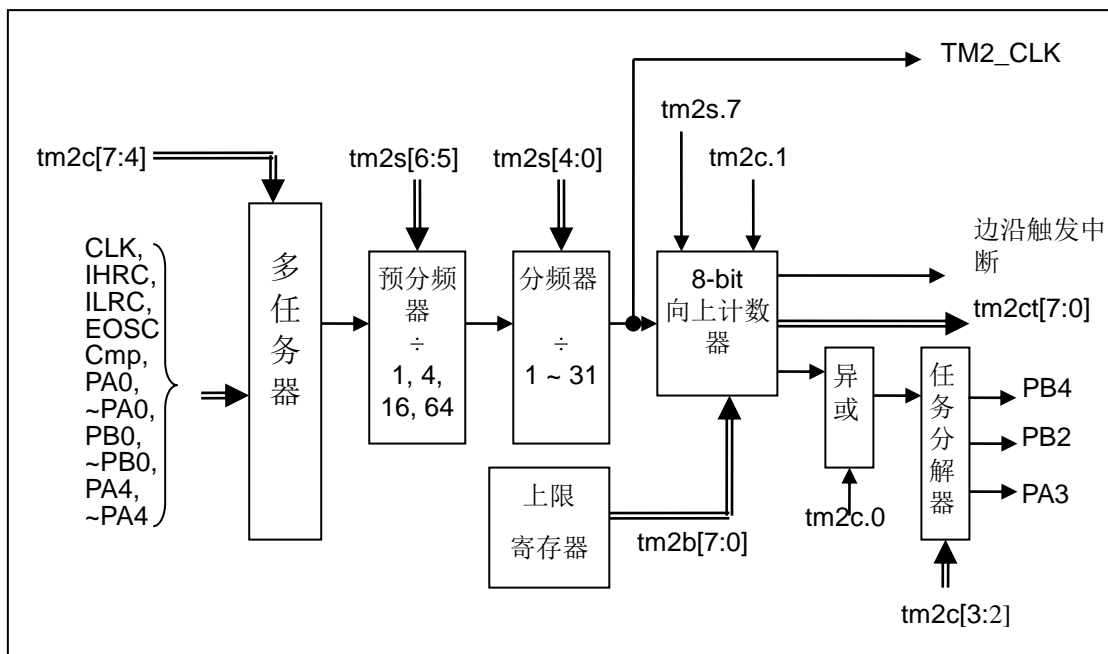 TM2_CLK
tm2s.7
tm2c[7:4]
tm2s[6:5]
tm2s[4:0]
tm2c.1
CLK,
IHRC,
ILRC,
EOSC
Cmp,
PA0,
~PA0,
PB0,
~PB0,
PA4,
~PA4
多
任
务
器
预分频
器
÷
1, 4,
16, 64
分频器
÷
1 ~ 31
8-bit
向上计数
器
边沿触发中
断
tm2ct[7:0]
异
或
任
务
分
解
器
PB4
PB2
PA3
上限
寄存器
tm2b[7:0]
tm2c.0
tm2c[3:2]